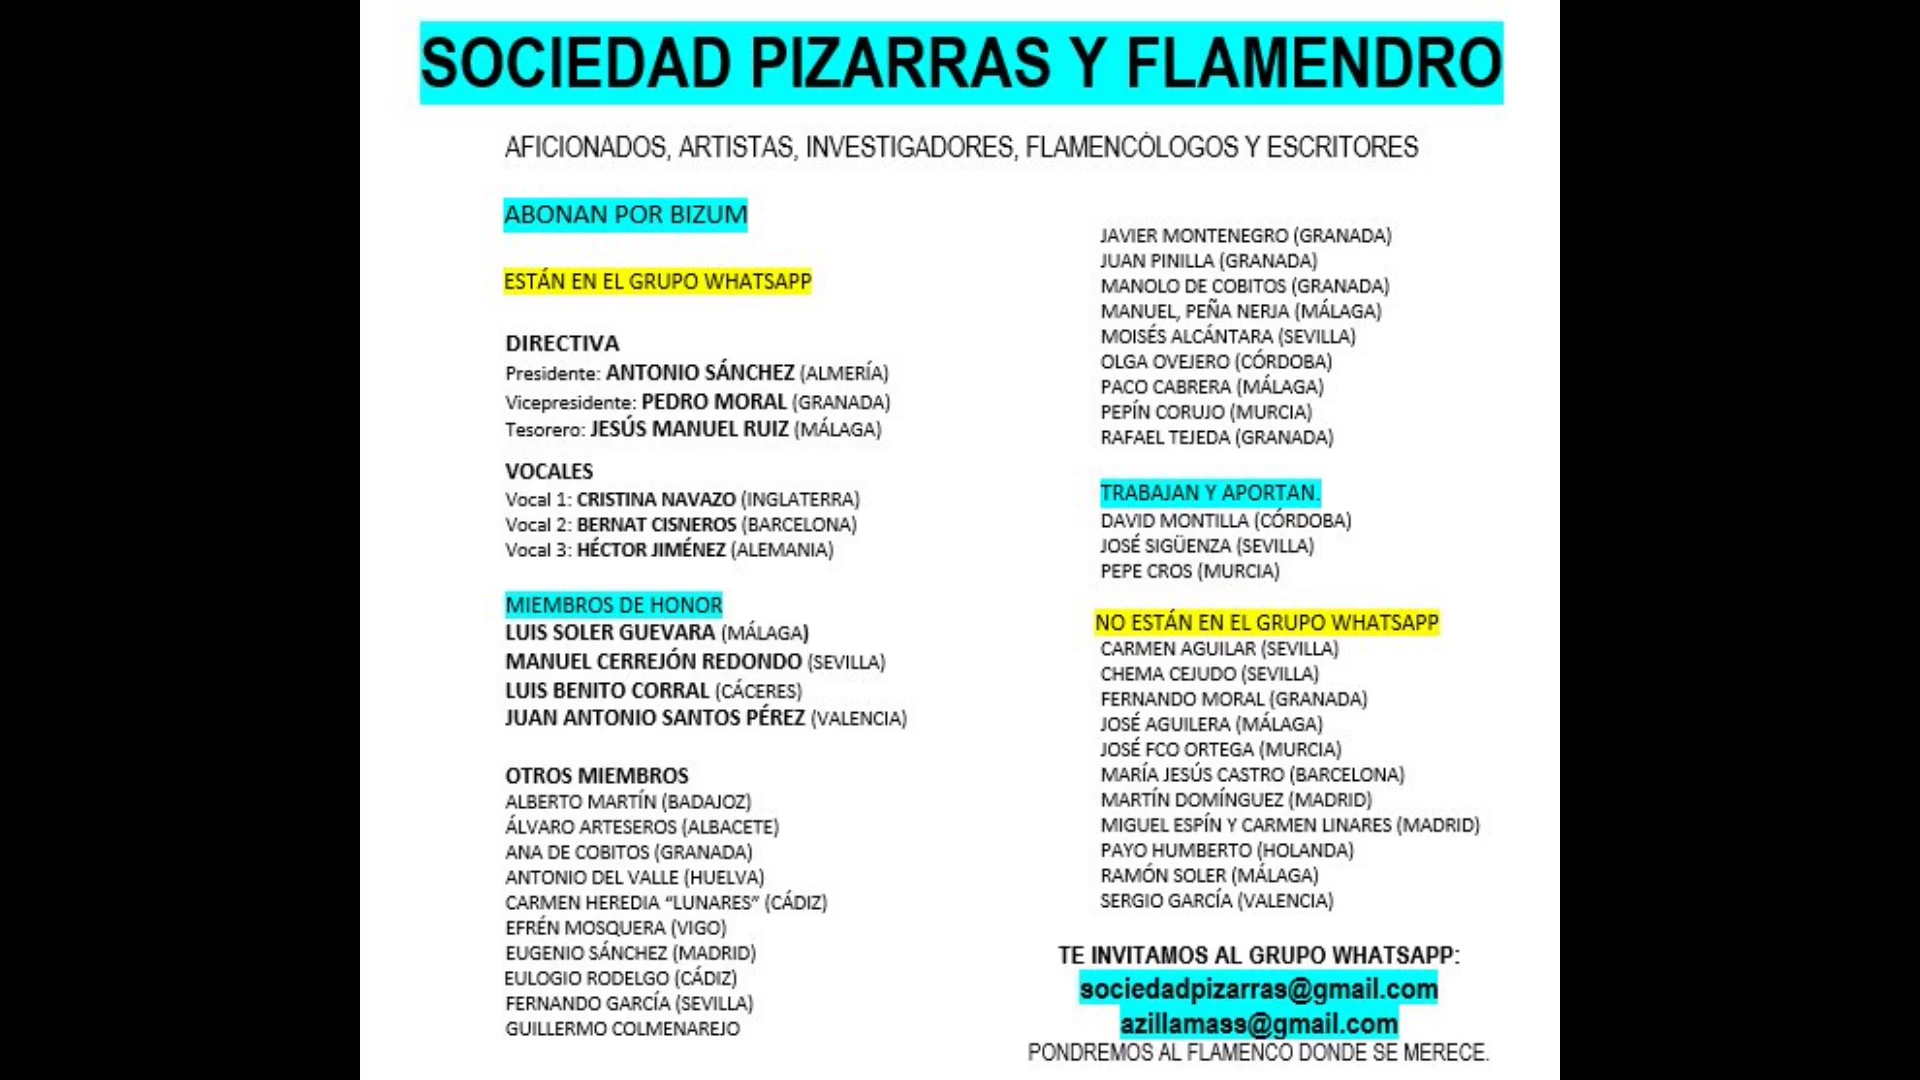 SOCIEDAD PIZARRAS Y FLAMENDRO
AFICIONADOS, ARTISTAS, INVESTIGADORES, FLAMENCÓLOGOS Y ESCRITORES
ABONAN POR BIZUM
ESTÁN EN EL GRUPO WHATSAPP
DIRECTIVA
Presidente: ANTONIO SÁNCHEZ (ALMERÍA)
Vicepresidente: PEDRO MORAL (GRANADA)
Tesorero: JESÚS MANUEL RUIZ (MÁLAGA)
VOCALES
Vocal 1: CRISTINA NAVAZO (INGLATERRA)
Vocal 2: BERNAT CISNEROS (BARCELONA)
Vocal 3: HÉCTOR JIMÉNEZ (ALEMANIA)
MIEMBROS DE HONOR
LUIS SOLER GUEVARA (MÁLAGA)
MANUEL CERREJÓN REDONDO (SEVILLA)
LUIS BENITO CORRAL (CÁCERES)
JUAN ANTONIO SANTOS PÉREZ (VALENCIA)
OTROS MIEMBROS
ALBERTO MARTÍN (BADAJOZ)
ÁLVARO ARTESEROS (ALBACETE)
ANA DE COBITOS (GRANADA)
ANTONIO DEL VALLE (HUELVA)
CARMEN HEREDIA “LUNARES” (CÁDIZ)
EFRÉN MOSQUERA (VIGO)
EUGENIO SÁNCHEZ (MADRID)
EULOGIO RODELGO (CÁDIZ)
FERNANDO GARCÍA (SEVILLA)
GUILLERMO COLMENAREJO
JAVIER MONTENEGRO (GRANADA)
JUAN PINILLA (GRANADA)
MANOLO DE COBITOS (GRANADA)
MANUEL, PEÑA NERJA (MÁLAGA)
MOISÉS ALCÁNTARA (SEVILLA)
OLGA OVEJERO (CÓRDOBA)
PACO CABRERA (MÁLAGA)
PEPÍN CORUJO (MURCIA)
RAFAEL TEJEDA (GRANADA)
TRABAJAN Y APORTAN.
DAVID MONTILLA (CÓRDOBA)
JOSÉ SIGÜENZA (SEVILLA)
PEPE CROS (MURCIA)
NO ESTÁN EN EL GRUPO WHATSAPP
CARMEN AGUILAR (SEVILLA)
CHEMA CEJUDO (SEVILLA)
FERNANDO MORAL (GRANADA)
JOSÉ AGUILERA (MÁLAGA)
JOSÉ FCO ORTEGA (MURCIA)
MARÍA JESÚS CASTRO (BARCELONA)
MARTÍN DOMÍNGUEZ (MADRID)
MIGUEL ESPÍN Y CARMEN LINARES (MADRID)
PAYO HUMBERTO (HOLANDA)
RAMÓN SOLER (MÁLAGA)
SERGIO GARCÍA (VALENCIA)
TE INVITAMOS AL GRUPO WHATSAPP:
sociedadpizarras@gmail.com
azillamass@gmail.com
PONDREMOS AL FLAMENCO DONDE SE MERECE.